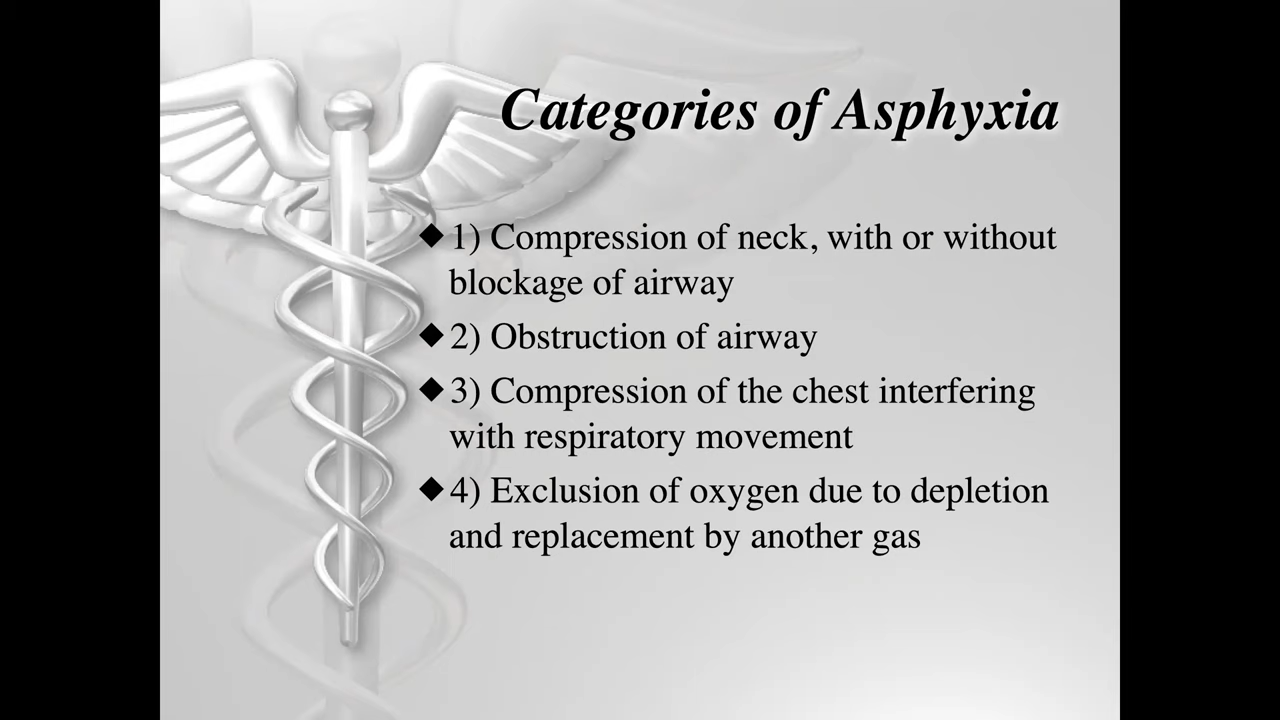 Categories of Asphyxia
◆1) Compression of neck, with or without
blockage of airway
◆2) Obstruction of airway
◆3) Compression of the chest interfering
with respiratory movement
◆4) Exclusion of oxygen due to depletion
and replacement by another gas